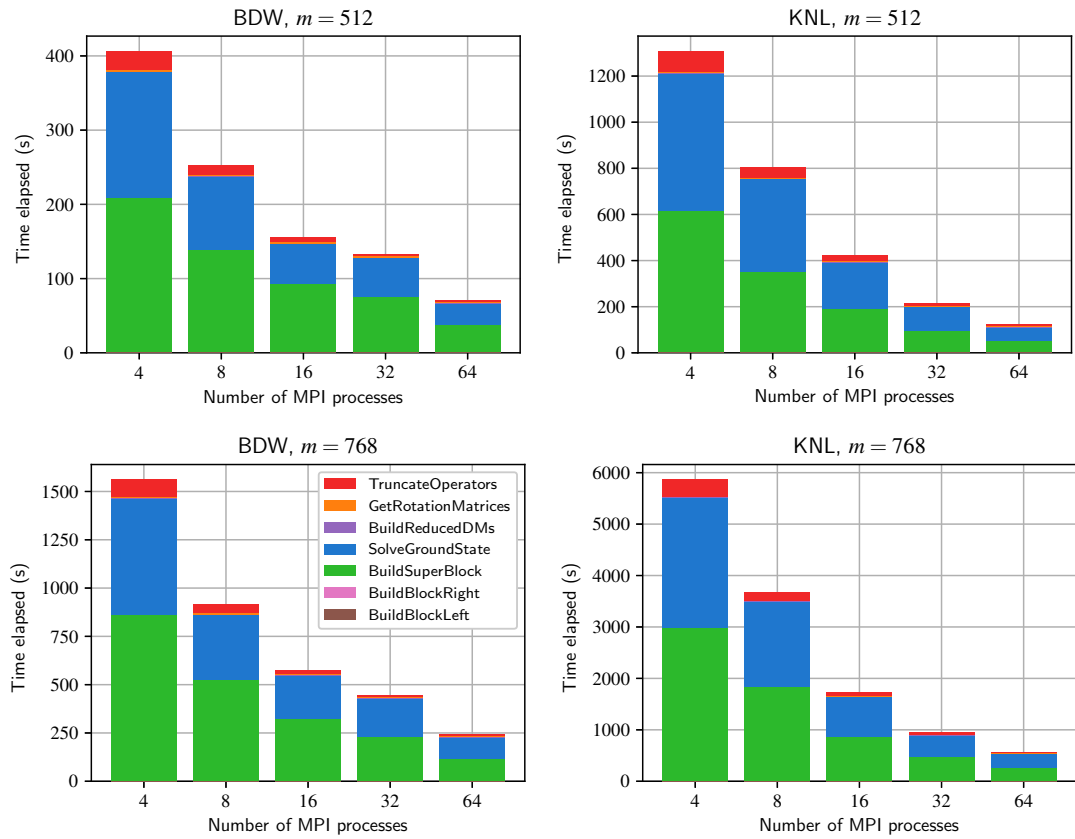 BDW, m = 512
Time elapsed (s)
400
300
200
100
0
4 8 16 32 64
Number of MPI processes
KNL, m = 512
Time elapsed (s)
1200
1000
800
600
400
200
0
4 8 16 32 64
Number of MPI processes
BDW, m = 768
Time elapsed (s)
1500
1250
1000
750
500
250
0
TruncateOperators
GetRotationMatrices
BuildReducedDMs
SolveGroundState
BuildSuperBlock
BuildBlockRight
BuildBlockLeft
4 8 16 32 64
Number of MPI processes
KNL, m = 768
Time elapsed (s)
6000
5000
4000
3000
2000
1000
0
4 8 16 32 64
Number of MPI processes